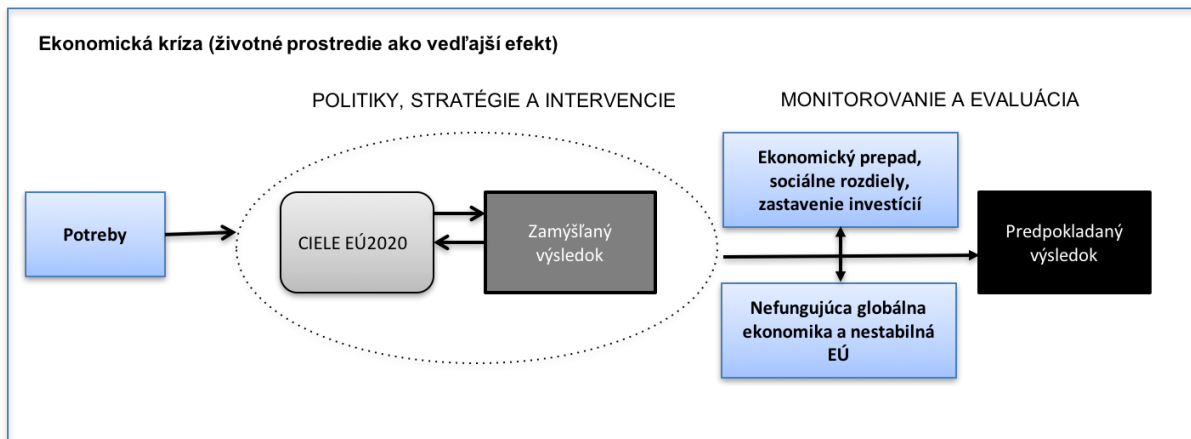 Ekonomická kríza (životné prostredie ako vedľajší efekt)
POLITIKY, STRATÉGIE A INTERVENCIE
MONITOROVANIE A EVALUÁCIA
Potreby
CIELE EÚ2020
Zamýšľaný
výsledok
Ekonomický prepad,
sociálne rozdiely,
zastavenie investícií
Nefungujúca globálna
ekonomika a nestabilná
EÚ
Predpokladaný
výsledok